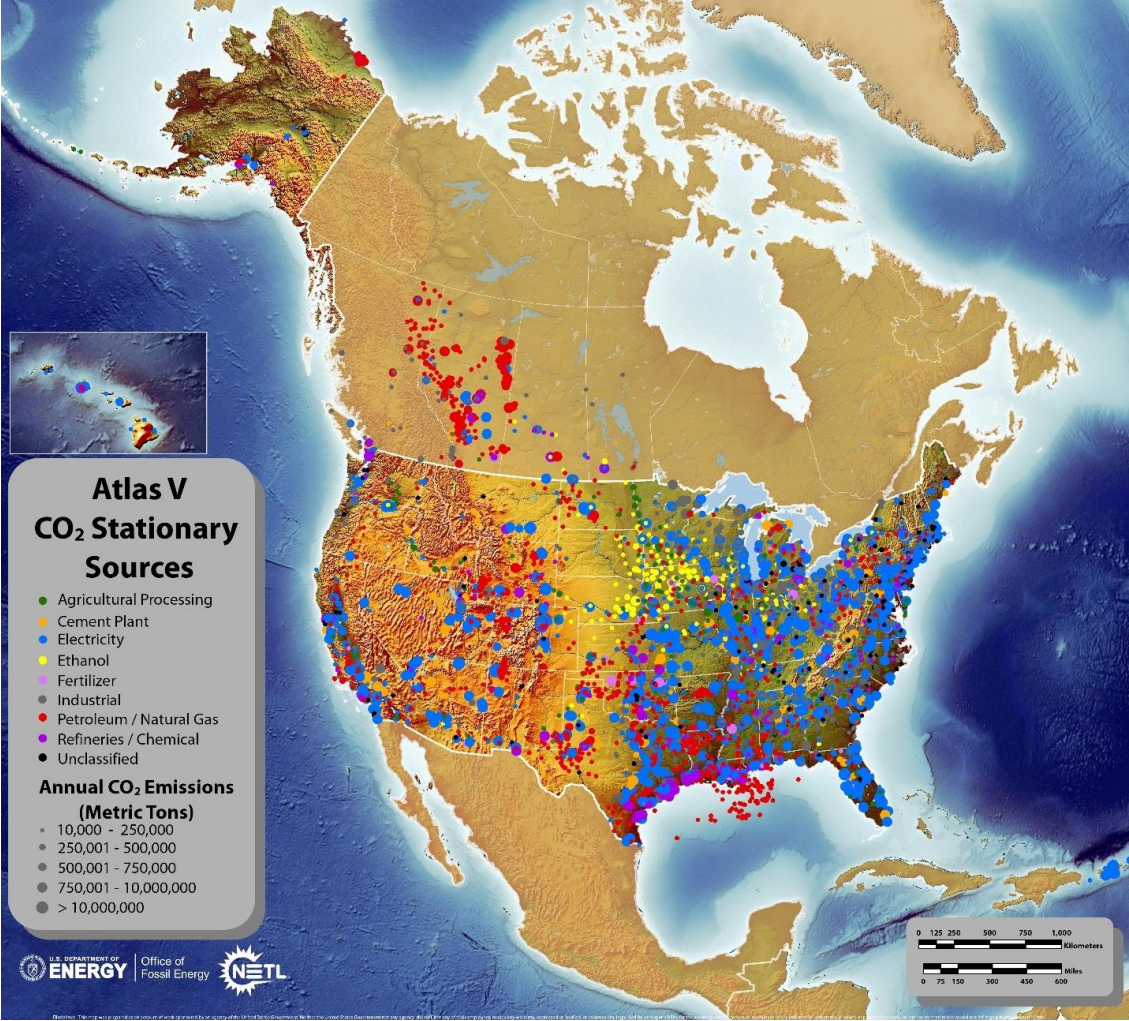 Atlas V
CO₂ Stationary
Sources
Agricultural Processing
Cement Plant
Electricity
Ethanol
Fertilizer
Industrial
Petroleum / Natural Gas
Refineries / Chemical
Unclassified
Annual CO₂ Emissions
(Metric Tons)
10,000 - 250,000
250,001 - 500,000
500,001 - 750,000
750,001 - 10,000,000
> 10,000,000
U.S. DEPARTMENT OF
ENERGY
Office of
Fossil Energy
NETL
0 125 250 500 750 1,000
Kilometers
Miles
0 75 150 300 450 600